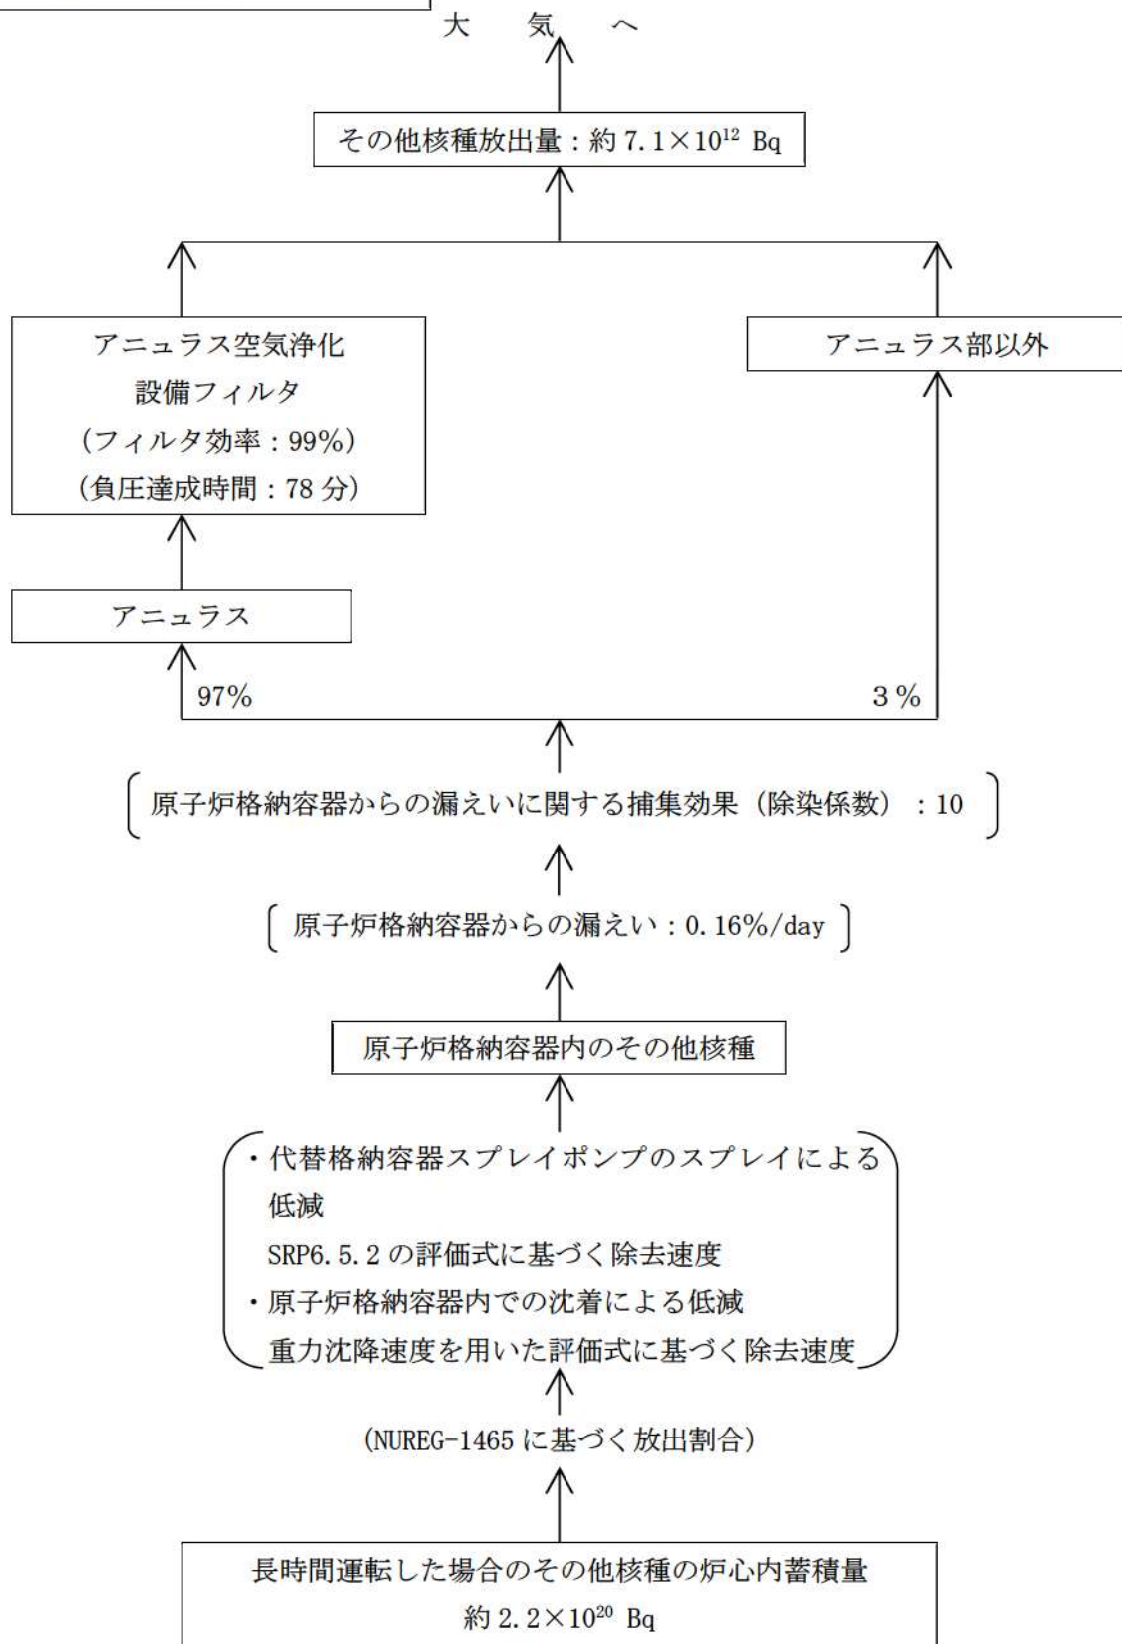 大気へ
その他核種放出量：約 7.1×10¹² Bq
アニュラス空気浄化
設備フィルタ
（フィルタ効率：99%）
（負圧達成時間：78 分）
アニュラス部以外
アニュラス
97%
3％
原子炉格納容器からの漏えいに関する捕集効果（除染係数）：10
原子炉格納容器からの漏えい：0.16%/day
原子炉格納容器内のその他核種
・代替格納容器スプレイポンプのスプレイによる
低減
SRP6.5.2 の評価式に基づく除去速度
・原子炉格納容器内での沈着による低減
重力沈降速度を用いた評価式に基づく除去速度
（NUREG-1465 に基づく放出割合）
長時間運転した場合のその他核種の炉心内蓄積量
約 2.2×10²⁰ Bq